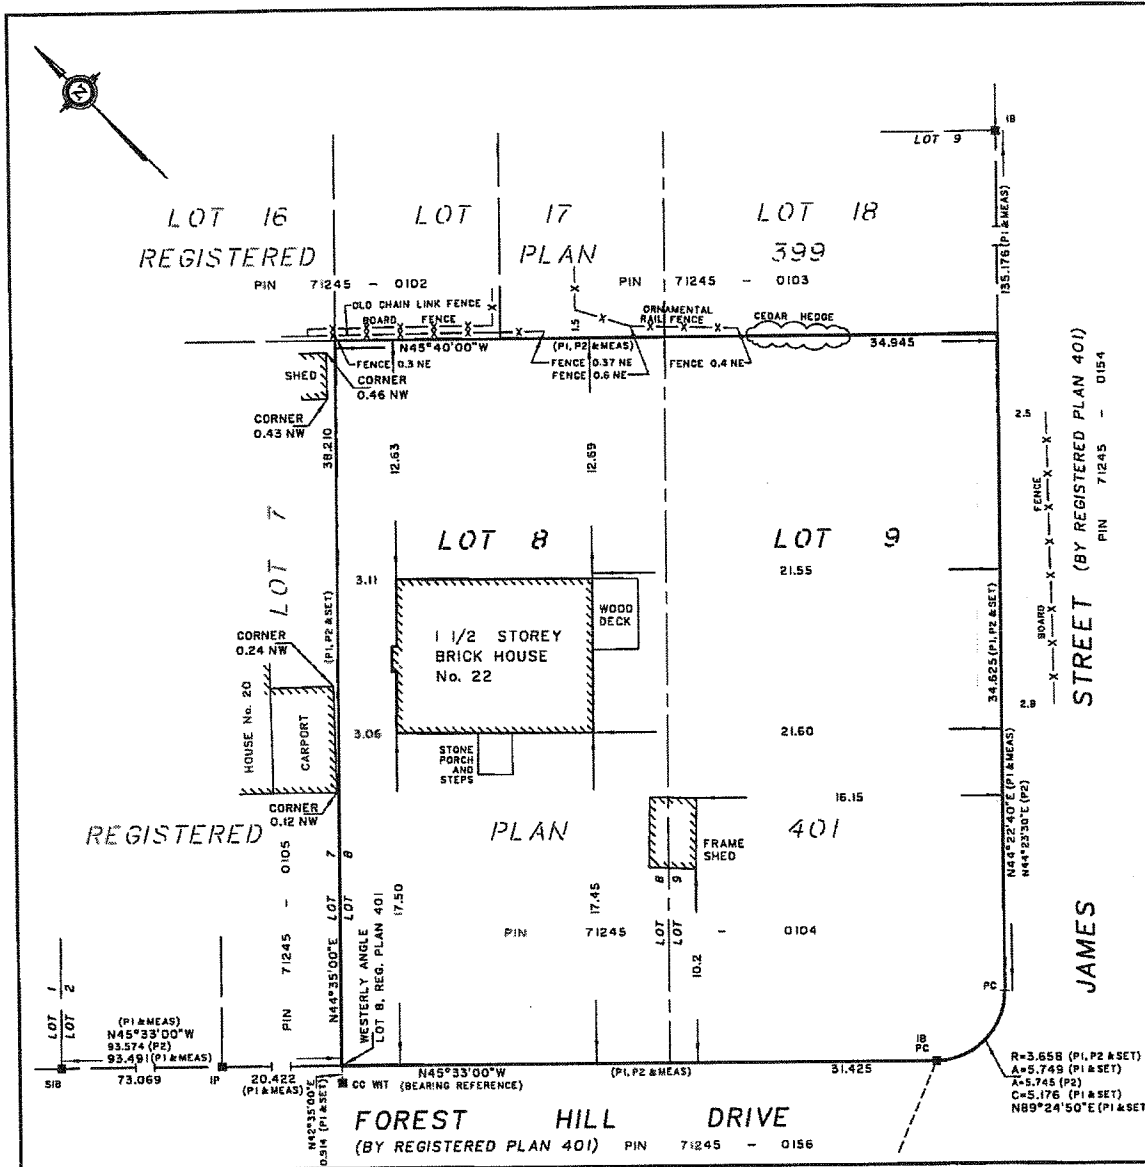 N
IB
LOT 9
135.176 (P1 & MEAS)
LOT 16
LOT 17
LOT 18
REGISTERED
PLAN
399
PIN 71245 - 0102
PIN 71245 - 0103
OLD CHAIN LINK FENCE
BOARD FENCE
1.5
ORNAMENTAL
RAIL FENCE
CEDAR HEDGE
N45°40'00"W
(P1, P2 & MEAS)
34.945
FENCE 0.3 NE
FENCE 0.37 NE
FENCE 0.6 NE
FENCE 0.4 NE
SHED
CORNER
0.46 NW
CORNER
0.43 NW
38.210
12.63
12.69
2.5
BOARD FENCE
2.9
STREET (BY REGISTERED PLAN 401)
PIN 71245 - 0154
LOT 7
LOT 8
LOT 9
3.11
21.55
(P1, P2 & SET)
34.625 (P1, P2 & SET)
WOOD
DECK
1 1/2 STOREY
BRICK HOUSE
No. 22
CORNER
0.24 NW
HOUSE No. 20
CARPORT
3.06
21.60
STONE
PORCH
AND
STEPS
N44°22'40"E (P1 & MEAS)
N44°23'30"E (P2)
CORNER
0.12 NW
16.15
REGISTERED
PLAN
401
FRAME
SHED
7
8
8
9
LOT
LOT
LOT
LOT
PIN 71245 - 0105
17.50
17.45
PIN 71245 - 0104
10.2
N44°35'00"E
WESTERLY ANGLE
LOT 8, REG. PLAN 401
JAMES
PC
LOT 1
LOT 2
(P1 & MEAS)
N45°33'00"W
93.574 (P2)
93.491 (P1 & MEAS)
IB
PC
SIB
73.069
IP
20.422
(P1 & MEAS)
CC WIT
N45°33'00"W
(BEARING REFERENCE)
(P1, P2 & MEAS)
31.425
R=3.658 (P1, P2 & SET)
A=5.749 (P1 & SET)
A=5.745 (P2)
C=5.176 (P1 & SET)
N89°24'50"E (P1 & SET
N42°35'00"E
0.914 (P1 & SET)
FOREST HILL DRIVE
(BY REGISTERED PLAN 401) PIN 71245 - 0156